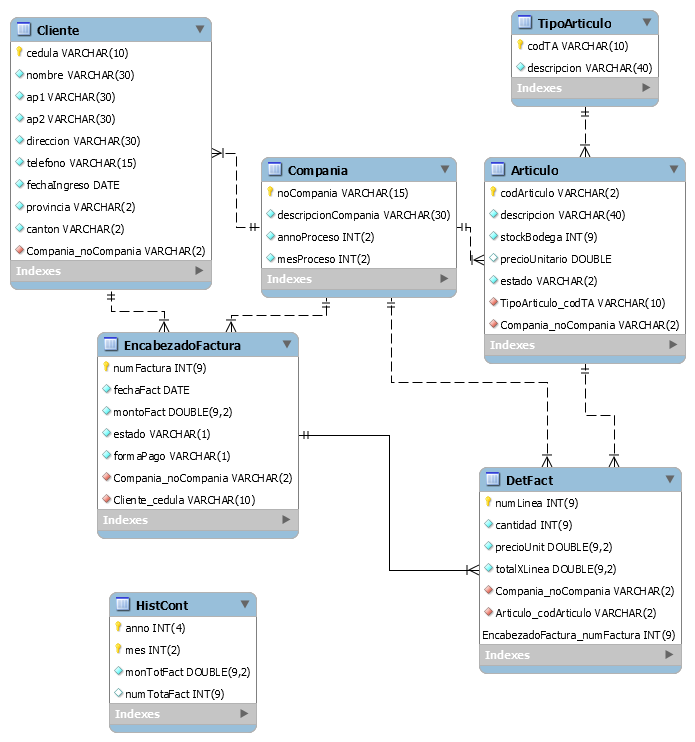 Cliente
cedula VARCHAR(10)
nombre VARCHAR(30)
ap1 VARCHAR(30)
ap2 VARCHAR(30)
direccion VARCHAR(30)
telefono VARCHAR(15)
fechaIngreso DATE
provincia VARCHAR(2)
canton VARCHAR(2)
Compania_noCompania VARCHAR(2)
Indexes
TipoArticulo
codTA VARCHAR(10)
descripcion VARCHAR(40)
Indexes
Compania
noCompania VARCHAR(15)
descripcionCompania VARCHAR(30)
annoProceso INT(2)
mesProceso INT(2)
Indexes
Articulo
codArticulo VARCHAR(2)
descripcion VARCHAR(40)
stockBodega INT(9)
precioUnitario DOUBLE
estado VARCHAR(2)
TipoArticulo_codTA VARCHAR(10)
Compania_noCompania VARCHAR(2)
Indexes
EncabezadoFactura
numFactura INT(9)
fechaFact DATE
montoFact DOUBLE(9,2)
estado VARCHAR(1)
formaPago VARCHAR(1)
Compania_noCompania VARCHAR(2)
Cliente_cedula VARCHAR(10)
Indexes
DetFact
numLinea INT(9)
cantidad INT(9)
precioUnit DOUBLE(9,2)
totalXLinea DOUBLE(9,2)
Compania_noCompania VARCHAR(2)
Articulo_codArticulo VARCHAR(2)
EncabezadoFactura_numFactura INT(9)
Indexes
HistCont
anno INT(4)
mes INT(2)
monTotFact DOUBLE(9,2)
numTotaFact INT(9)
Indexes